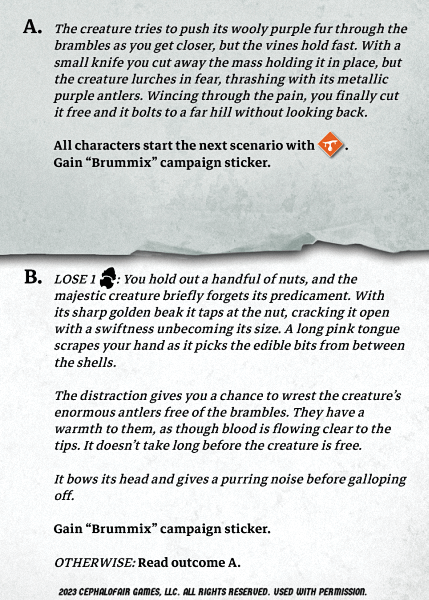 A. The creature tries to push its wooly purple fur through the
brambles as you get closer, but the vines hold fast. With a
small knife you cut away the mass holding it in place, but
the creature lurches in fear, thrashing with its metallic
purple antlers. Wincing through the pain, you finally cut
it free and it bolts to a far hill without looking back.
All characters start the next scenario with .
Gain “Brummix” campaign sticker.
B. LOSE 1 : You hold out a handful of nuts, and the
majestic creature briefly forgets its predicament. With
its sharp golden beak it taps at the nut, cracking it open
with a swiftness unbecoming its size. A long pink tongue
scrapes your hand as it picks the edible bits from between
the shells.
The distraction gives you a chance to wrest the creature’s
enormous antlers free of the brambles. They have a
warmth to them, as though blood is flowing clear to the
tips. It doesn’t take long before the creature is free.
It bows its head and gives a purring noise before galloping
off.
Gain “Brummix” campaign sticker.
OTHERWISE: Read outcome A.
2023 CEPHALOFAIR GAMES, LLC. ALL RIGHTS RESERVED. USED WITH PERMISSION.